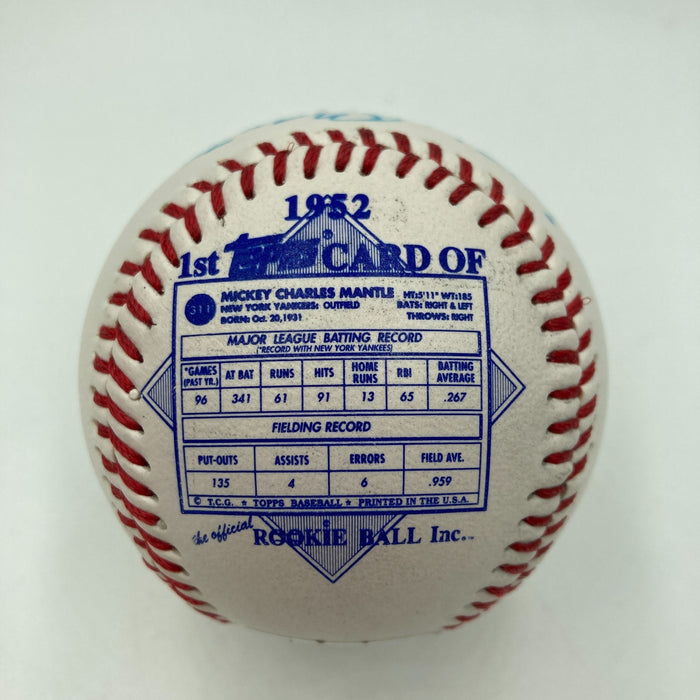 1952
1st Topps CARD OF
311
MICKEY CHARLES MANTLE HT:5'11" WT:185
NEW YORK YANKEES: OUTFIELD BATS: RIGHT & LEFT
BORN: Oct. 20,1931 THROWS: RIGHT
MAJOR LEAGUE BATTING RECORD
(*RECORD WITH NEW YORK YANKEES)
*GAMES (PAST YR.) AT BAT RUNS HITS HOME RUNS RBI BATTING AVERAGE
96 341 61 91 13 65 .267
FIELDING RECORD
PUT-OUTS ASSISTS ERRORS FIELD AVE.
135 4 6 .959
© T.C.G. ★ TOPPS BASEBALL ★ PRINTED IN THE U.S.A.
the official ROOKIE BALL Inc.™